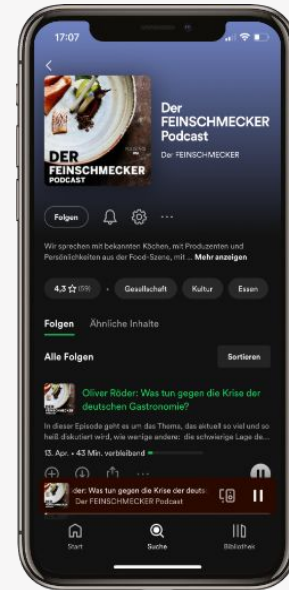 17:07
DER
FEINSCHMECKER
PODCAST
Der
FEINSCHMECKER
Podcast
Der FEINSCHMECKER
Folgen
Wir sprechen mit bekannten Köchen, mit Produzenten und
Persönlichkeiten aus der Food-Szene, mit ... Mehr anzeigen
4,3 (59) • Gesellschaft Kultur Essen
Folgen Ähnliche Inhalte
Alle Folgen Sortieren
Oliver Röder: Was tun gegen die Krise der
deutschen Gastronomie?
In dieser Episode geht es um das Thema, das aktuell so viel und so
heiß diskutiert wird, wie wenige andere: die schwierige Lage de...
13. Apr. • 43 Min. verbleibend
der: Was tun gegen die Krise der deuts
Der FEINSCHMECKER Podcast
Start Suche Bibliothek